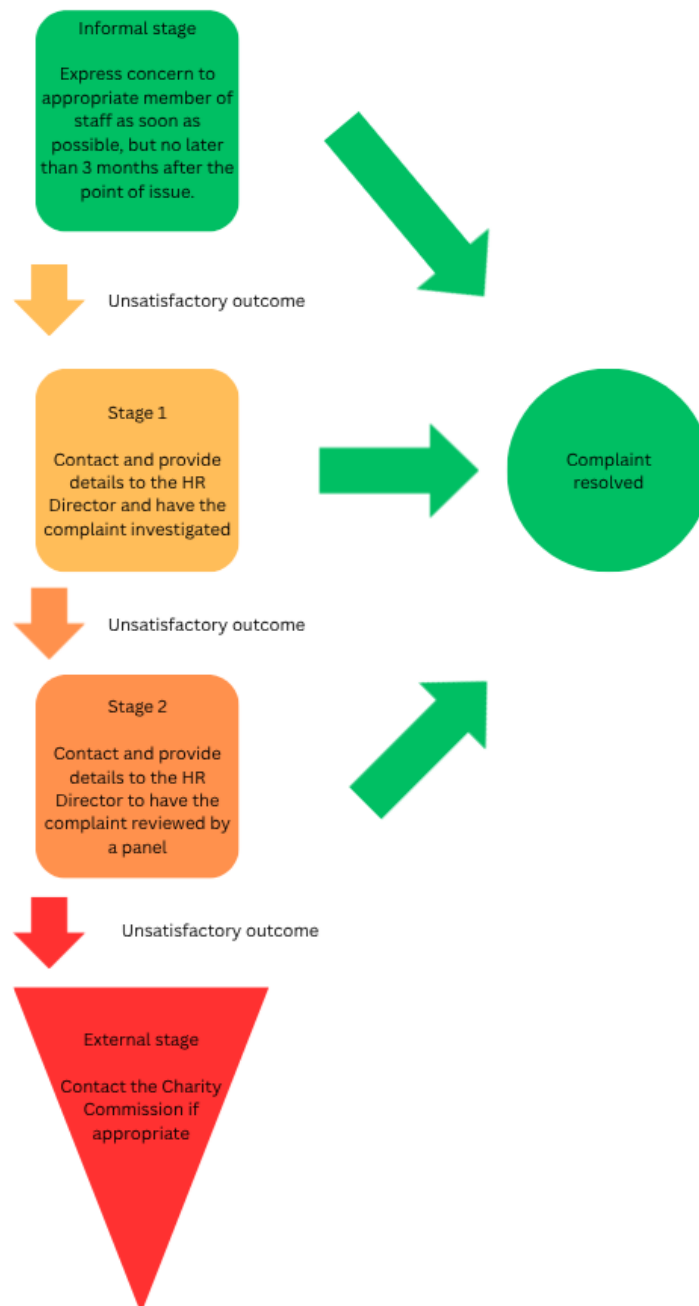 Informal stage
Express concern to
appropriate member of
staff as soon as
possible, but no later
than 3 months after the
point of issue.
Unsatisfactory outcome
Stage 1
Contact and provide
details to the HR
Director and have the
complaint investigated
Complaint
resolved
Unsatisfactory outcome
Stage 2
Contact and provide
details to the HR
Director to have the
complaint reviewed by
a panel
Unsatisfactory outcome
External stage
Contact the Charity
Commission if
appropriate